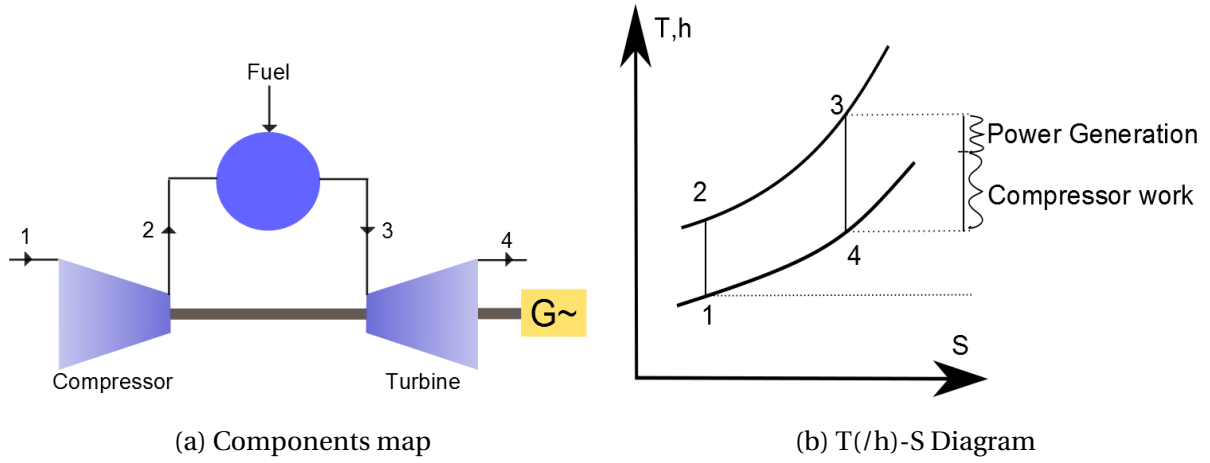 Fuel
1
2
3
4
G~
Compressor
Turbine
(a) Components map
T,h
3
Power Generation
2
Compressor work
4
1
S
(b) T(/h)-S Diagram